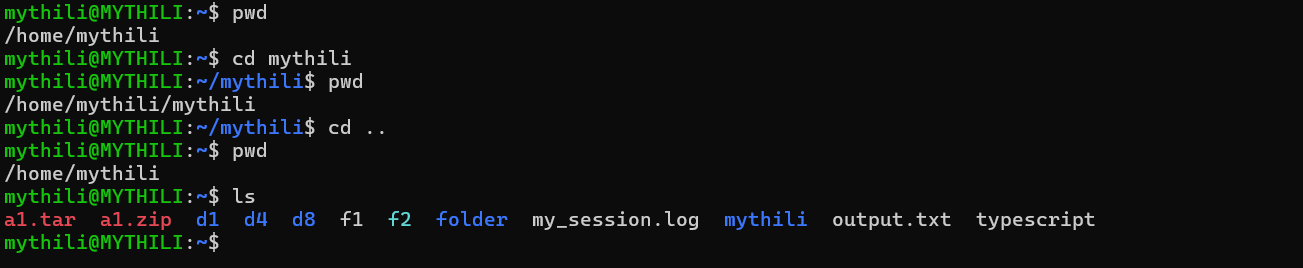 mythili@MYTHILI:~$ pwd
/home/mythili
mythili@MYTHILI:~$ cd mythili
mythili@MYTHILI:~/mythili$ pwd
/home/mythili/mythili
mythili@MYTHILI:~/mythili$ cd ..
mythili@MYTHILI:~$ pwd
/home/mythili
mythili@MYTHILI:~$ ls
a1.tar  a1.zip  d1  d4  d8  f1  f2  folder  my_session.log  mythili  output.txt  typescript
mythili@MYTHILI:~$